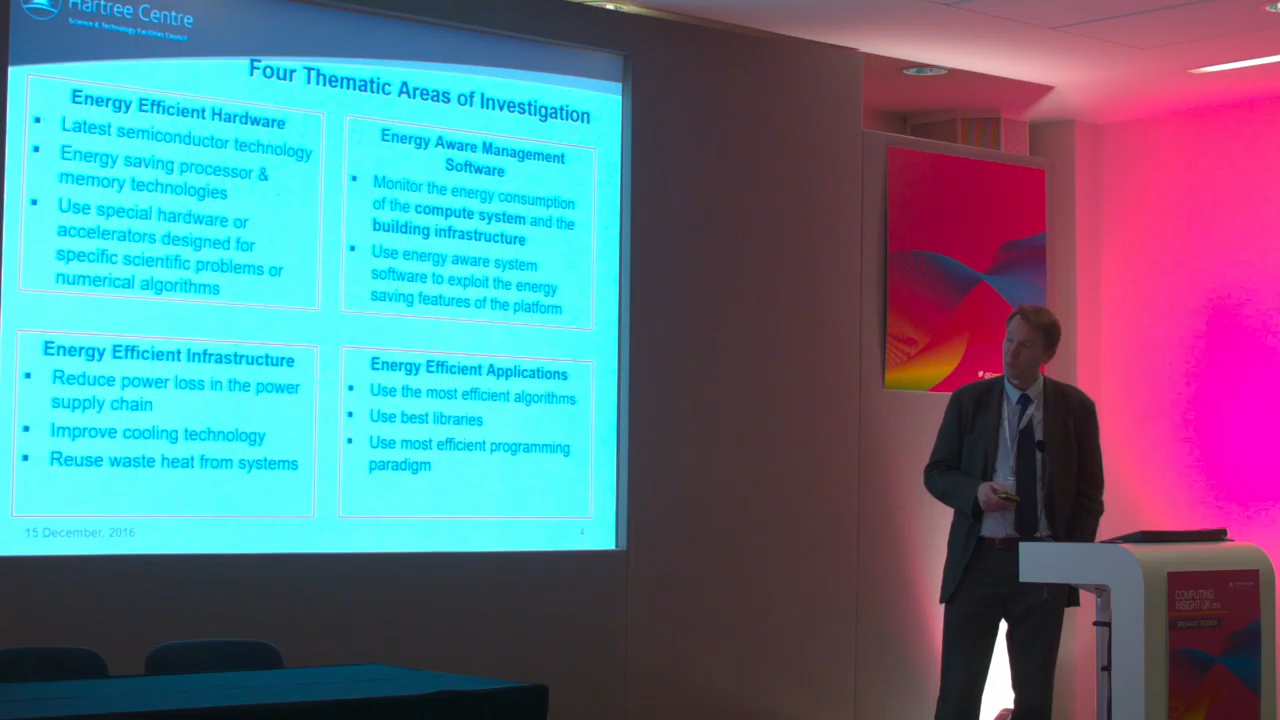 Hartree Centre
Science & Technology Facilities Council
Four Thematic Areas of Investigation
Energy Efficient Hardware
▪ Latest semiconductor technology
▪ Energy saving processor &
memory technologies
▪ Use special hardware or
accelerators designed for
specific scientific problems or
numerical algorithms
Energy Aware Management
Software
▪ Monitor the energy consumption
of the compute system and the
building infrastructure
▪ Use energy aware system
software to exploit the energy
saving features of the platform
Energy Efficient Infrastructure
▪ Reduce power loss in the power
supply chain
▪ Improve cooling technology
▪ Reuse waste heat from systems
Energy Efficient Applications
▪ Use the most efficient algorithms
▪ Use best libraries
▪ Use most efficient programming
paradigm
15 December, 2016
4
COMPUTING
INSIGHT UK 2016
BREAKOUT SESSION